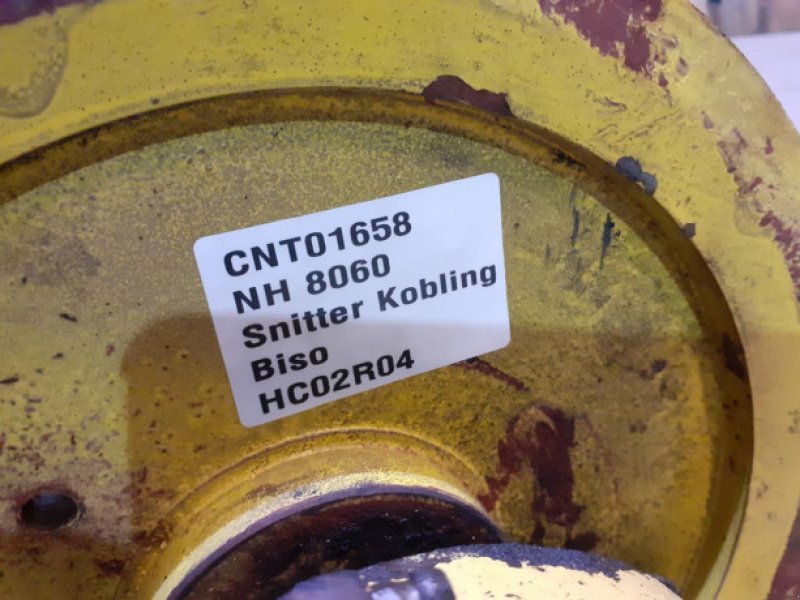 CNT01658
NH 8060
Snitter Kobling
Biso
HC02R04